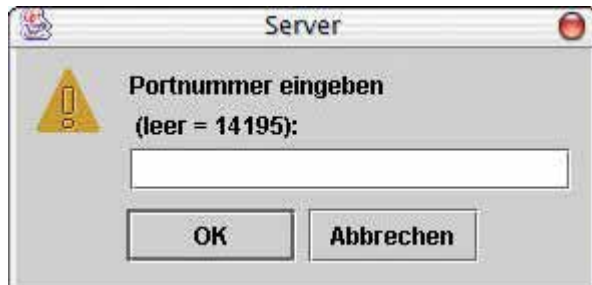 Server
Portnummer eingeben
(leer = 14195):
OK
Abbrechen